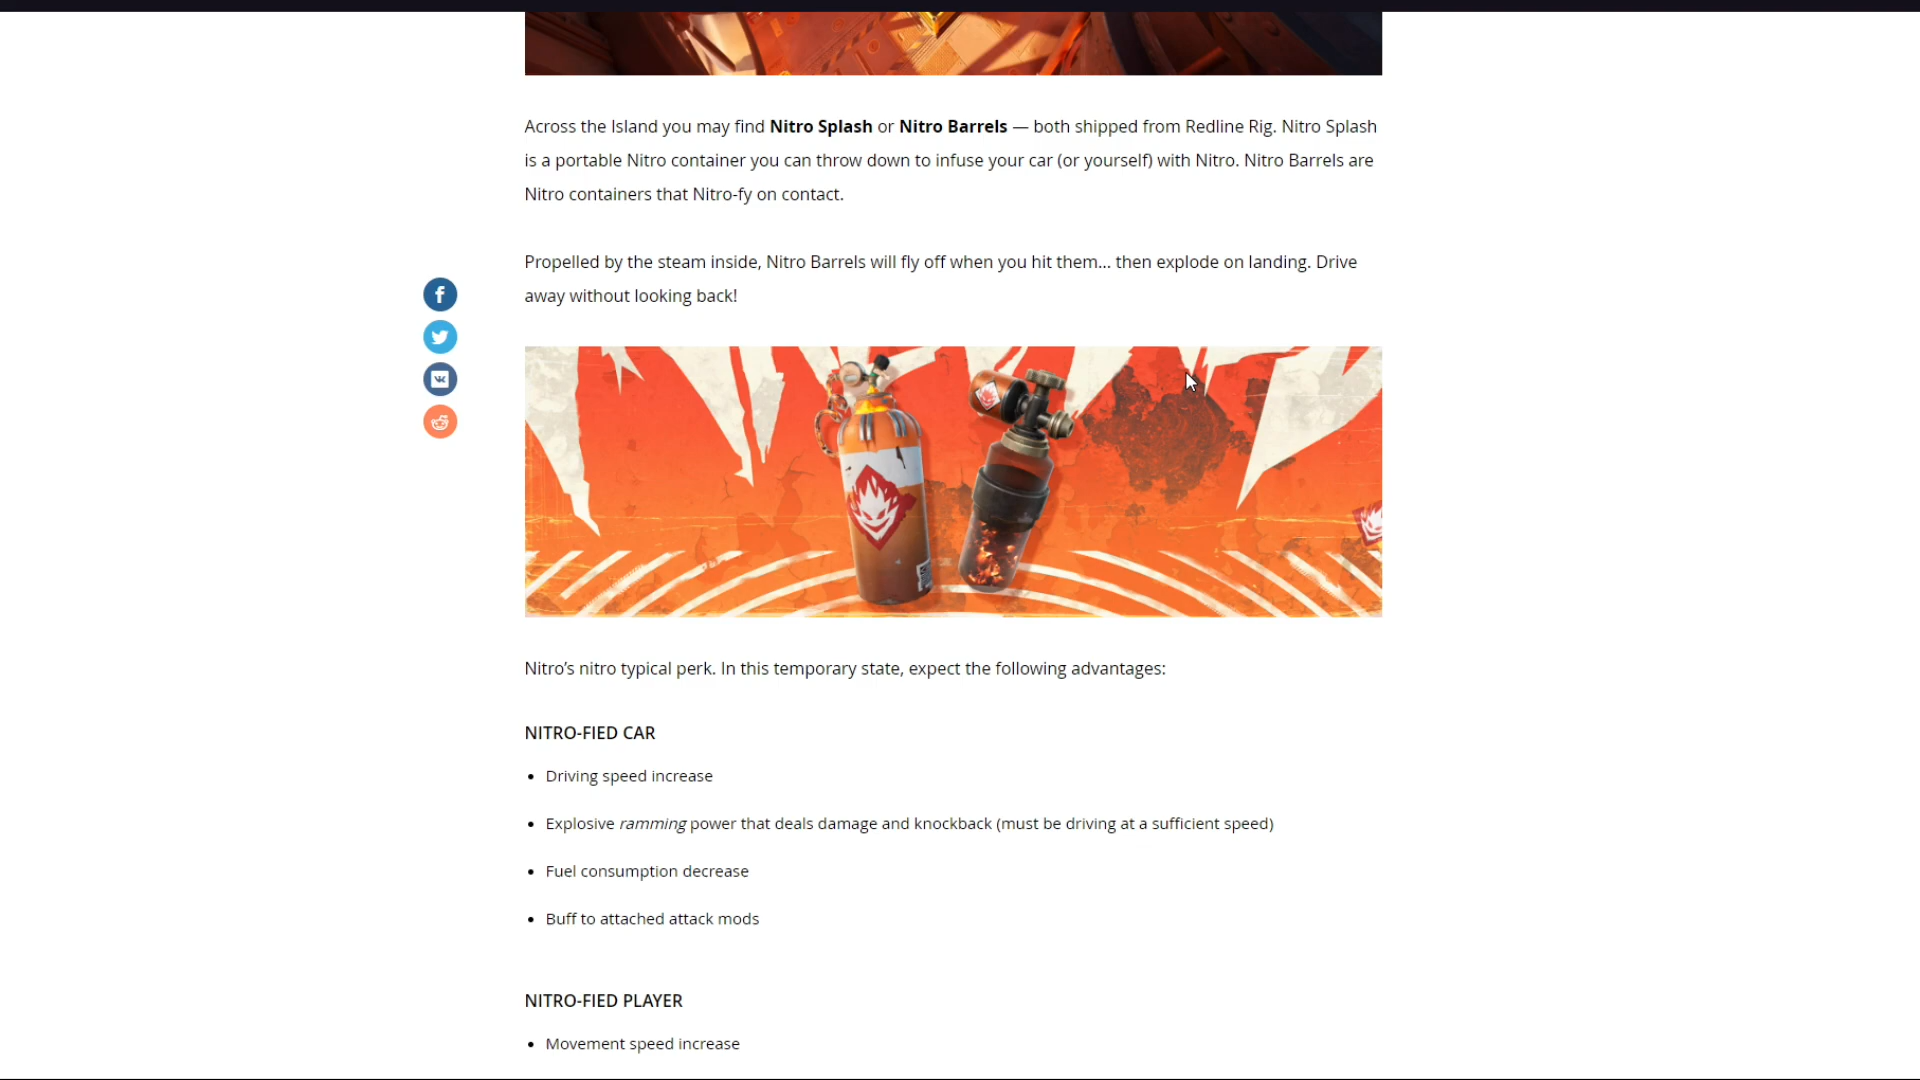 Across the Island you may find Nitro Splash or Nitro Barrels — both shipped from Redline Rig. Nitro Splash
is a portable Nitro container you can throw down to infuse your car (or yourself) with Nitro. Nitro Barrels are
Nitro containers that Nitro-fy on contact.
Propelled by the steam inside, Nitro Barrels will fly off when you hit them... then explode on landing. Drive
away without looking back!
Nitro’s nitro typical perk. In this temporary state, expect the following advantages:
NITRO-FIED CAR
• Driving speed increase
• Explosive ramming power that deals damage and knockback (must be driving at a sufficient speed)
• Fuel consumption decrease
• Buff to attached attack mods
NITRO-FIED PLAYER
• Movement speed increase